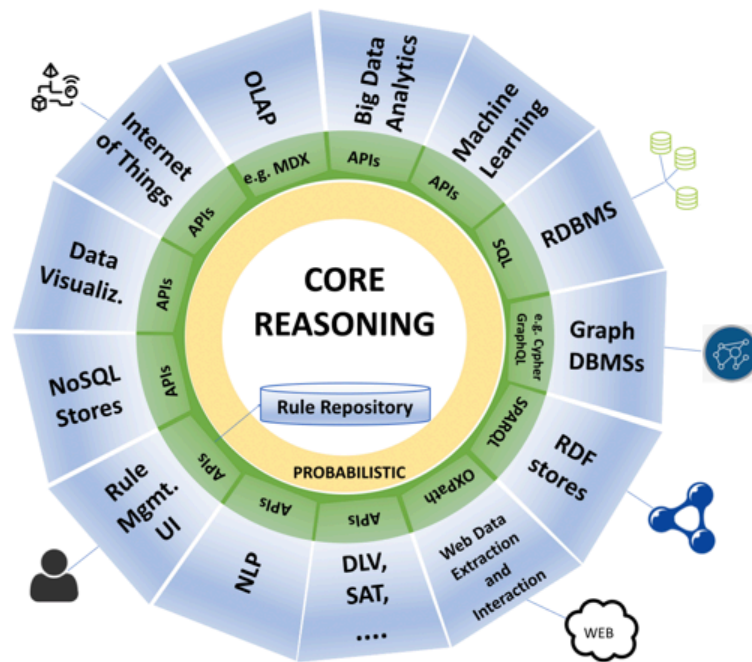 OLAP
Big Data
Analytics
Machine
Learning
RDBMS
Graph
DBMSs
RDF
stores
Web Data
Extraction
and
Interaction
DLV,
SAT,
....
NLP
Rule
Mgmt.
UI
NoSQL
Stores
Data
Visualiz.
Internet
of Things
e.g. MDX
APIs
APIs
SQL
e.g. Cypher
GraphQL
SPARQL
OXPath
APIs
APIs
APIs
APIs
APIs
APIs
CORE
REASONING
Rule Repository
PROBABILISTIC
WEB